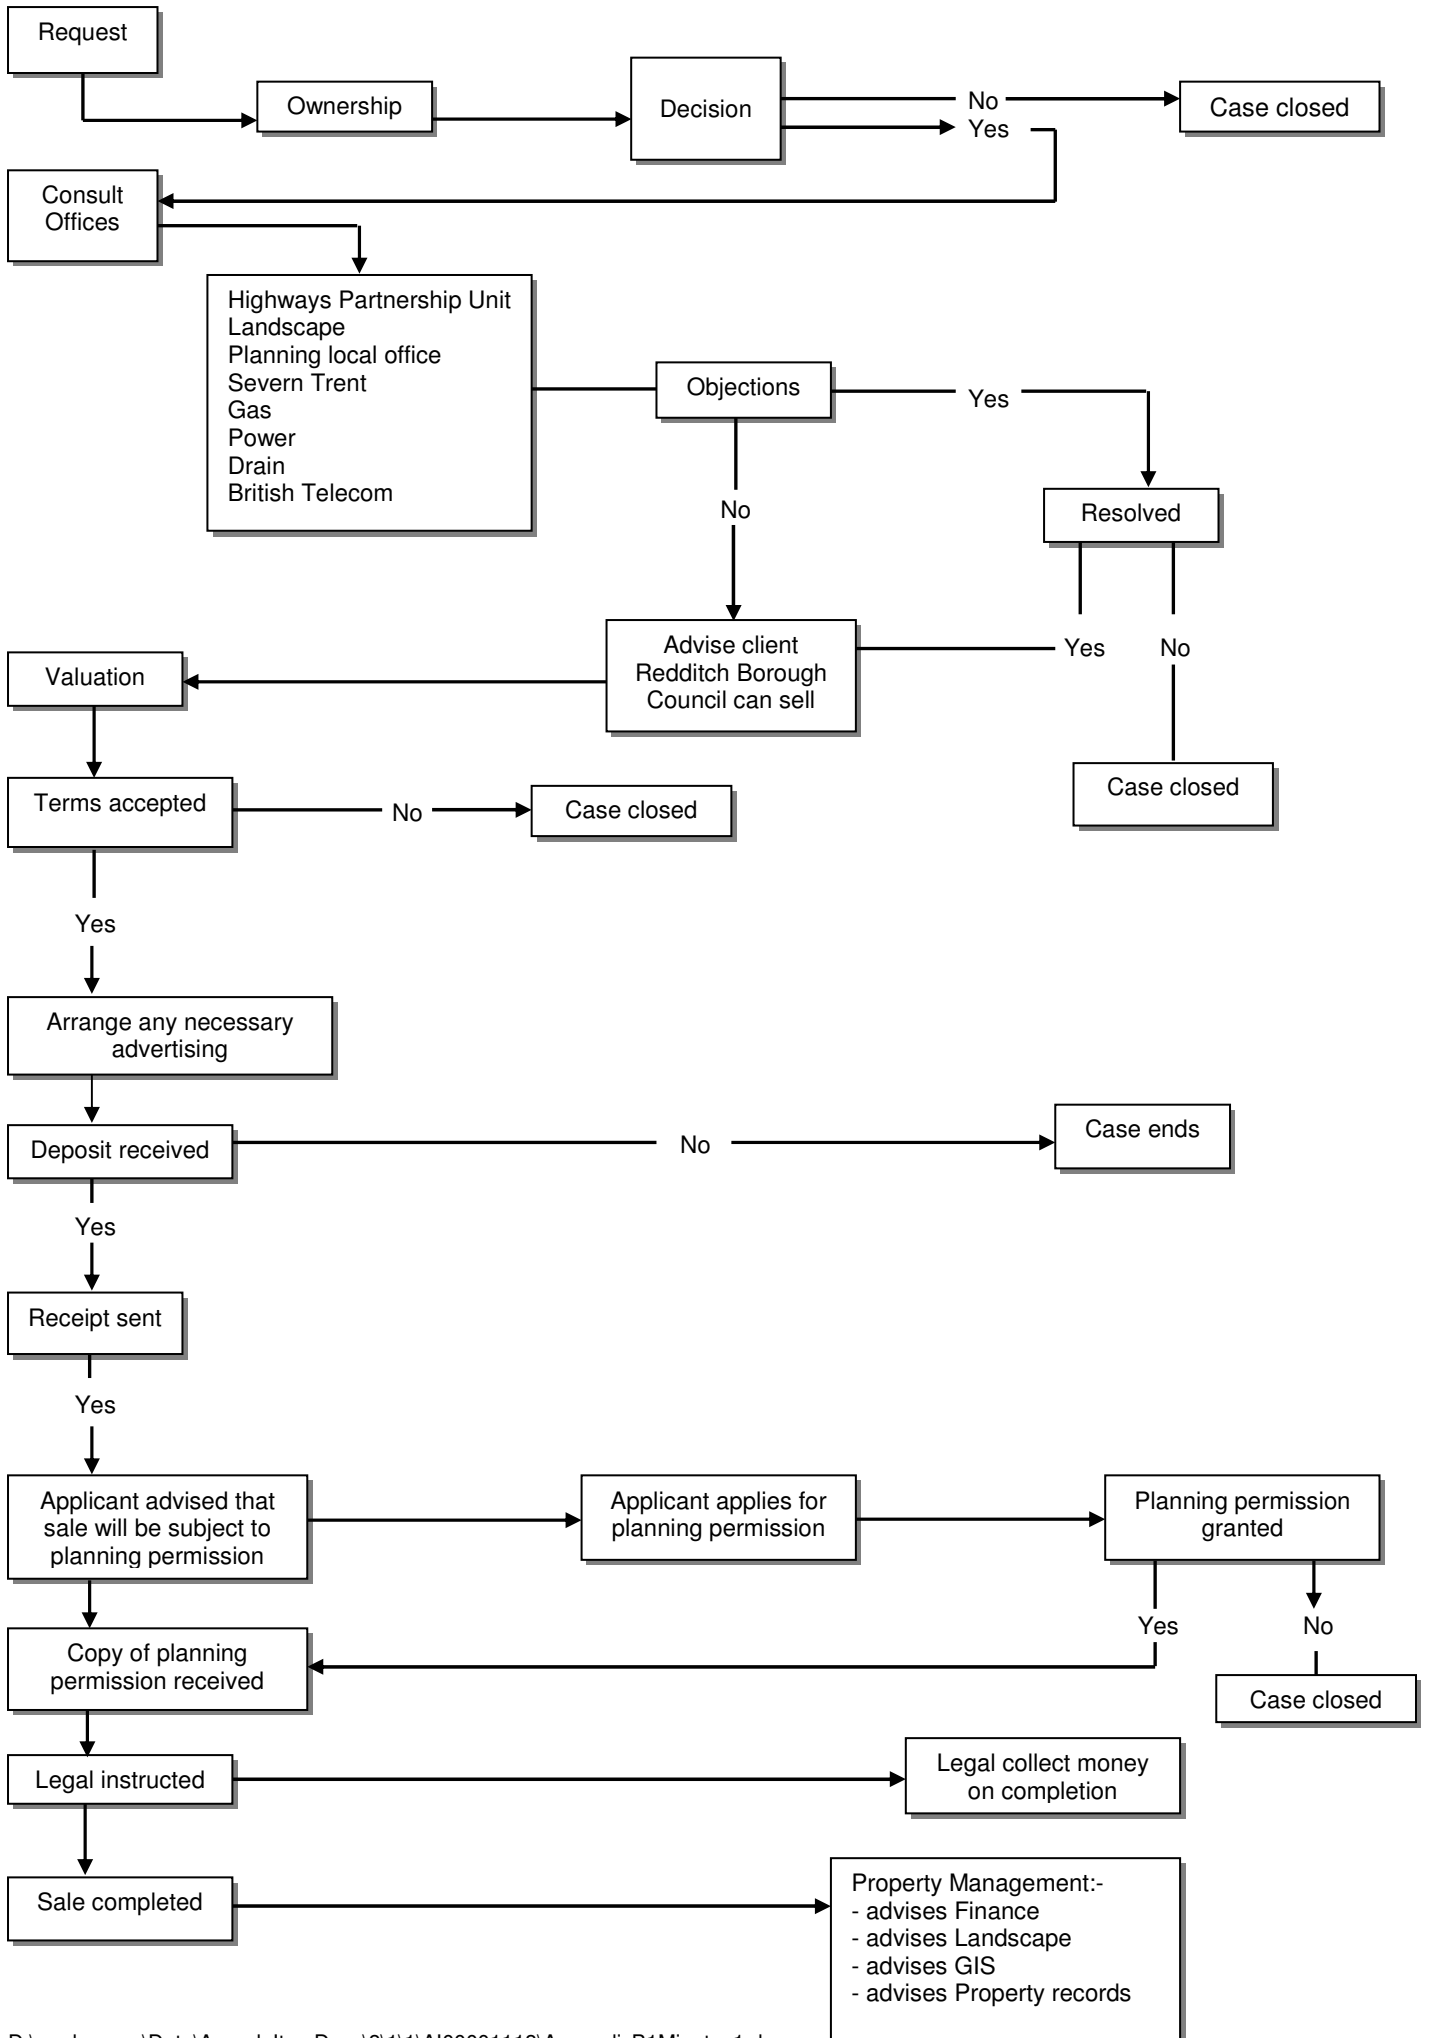 Request
Ownership
Decision
No
Case closed
Yes
Consult
Offices
Highways Partnership Unit
Landscape
Planning local office
Severn Trent
Gas
Power
Drain
British Telecom
Objections
Yes
No
Resolved
Advise client
Redditch Borough
Council can sell
Yes
No
Valuation
Case closed
Terms accepted
No
Case closed
Yes
Arrange any necessary
advertising
Deposit received
No
Case ends
Yes
Receipt sent
Yes
Applicant advised that
sale will be subject to
planning permission
Applicant applies for
planning permission
Planning permission
granted
Yes
No
Copy of planning
permission received
Case closed
Legal instructed
Legal collect money
on completion
Sale completed
Property Management:-
- advises Finance
- advises Landscape
- advises GIS
- advises Property records